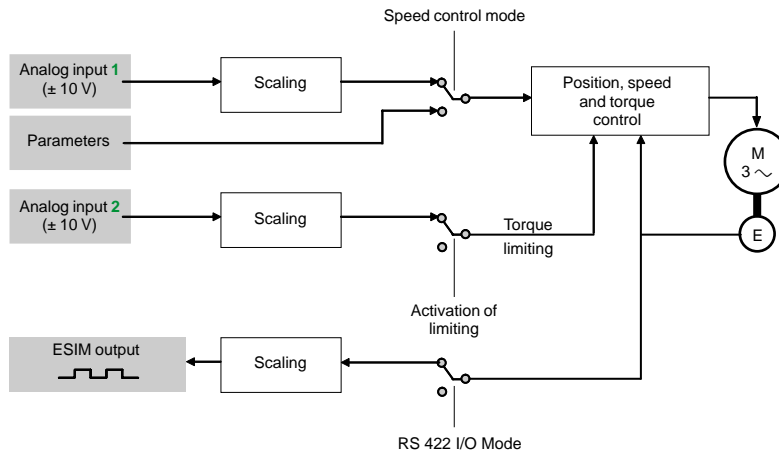 Speed control mode
Analog input 1
(± 10 V)
Scaling
Position, speed
and torque
control
Parameters
M
3 ~
Analog input 2
(± 10 V)
Scaling
Torque
limiting
E
Activation of
limiting
ESIM output
Scaling
RS 422 I/O Mode